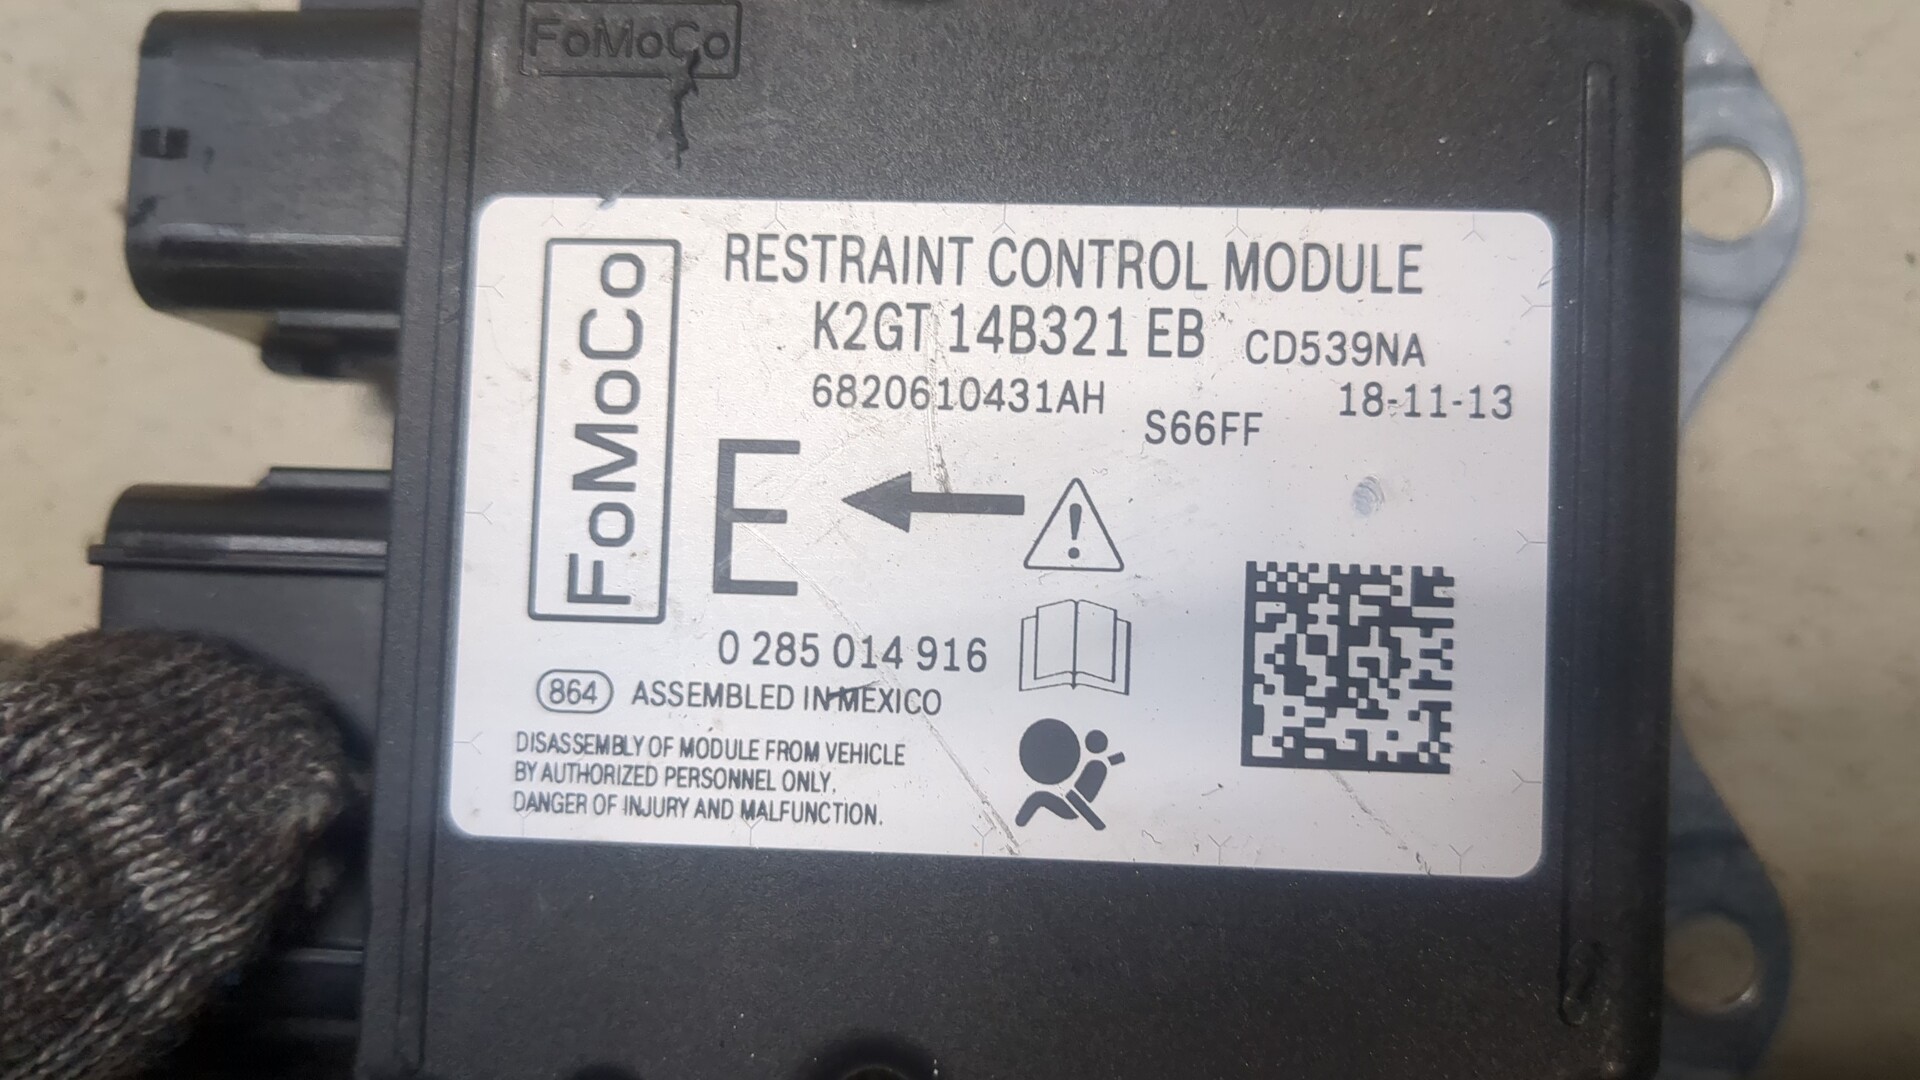 FoMoCo
FoMoCo
RESTRAINT CONTROL MODULE
K2GT 14B321 EB CD539NA
6820610431AH
18-11-13
S66FF
E
0 285 014 916
864 ASSEMBLED IN MEXICO
DISASSEMBLY OF MODULE FROM VEHICLE
BY AUTHORIZED PERSONNEL ONLY.
DANGER OF INJURY AND MALFUNCTION.